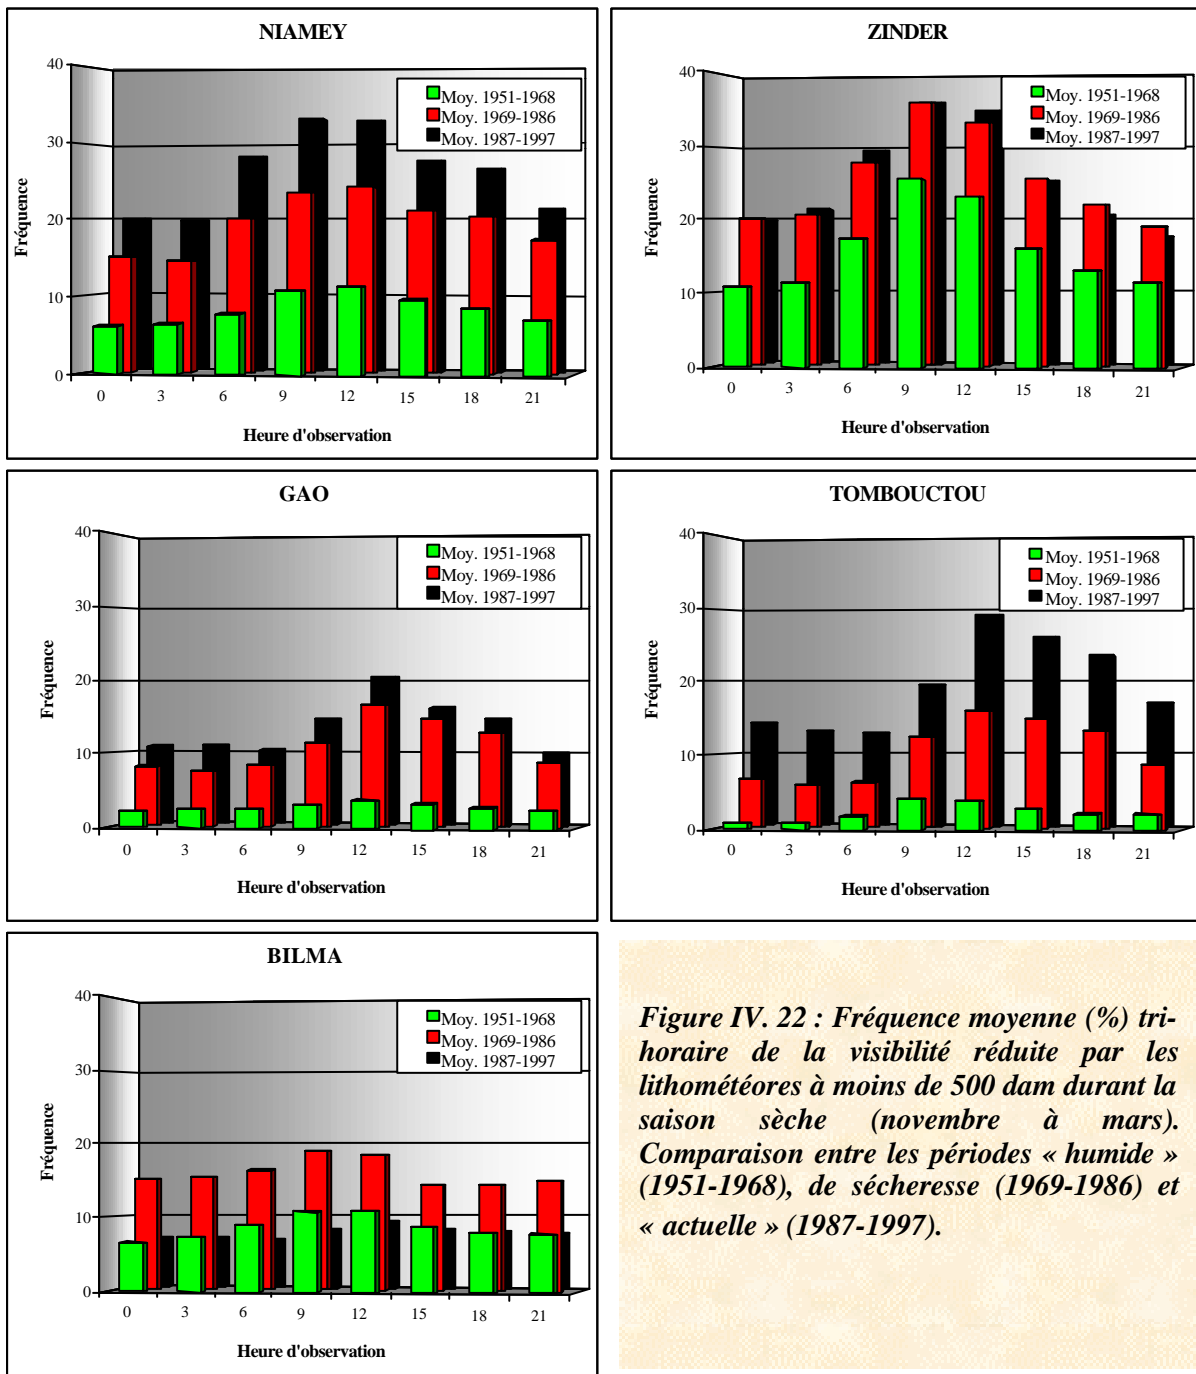 NIAMEY
40
30
20
10
0
Fréquence
Moy. 1951-1968
Moy. 1969-1986
Moy. 1987-1997
0 3 6 9 12 15 18 21
Heure d'observation
ZINDER
40
30
20
10
0
Fréquence
Moy. 1951-1968
Moy. 1969-1986
Moy. 1987-1997
0 3 6 9 12 15 18 21
Heure d'observation
GAO
40
30
20
10
0
Fréquence
Moy. 1951-1968
Moy. 1969-1986
Moy. 1987-1997
0 3 6 9 12 15 18 21
Heure d'observation
TOMBOUCTOU
40
30
20
10
0
Fréquence
Moy. 1951-1968
Moy. 1969-1986
Moy. 1987-1997
0 3 6 9 12 15 18 21
Heure d'observation
BILMA
40
30
20
10
0
Fréquence
Moy. 1951-1968
Moy. 1969-1986
Moy. 1987-1997
0 3 6 9 12 15 18 21
Heure d'observation
Figure IV. 22 : Fréquence moyenne (%) tri-
horaire de la visibilité réduite par les
lithométéores à moins de 500 dam durant la
saison sèche (novembre à mars).
Comparaison entre les périodes « humide »
(1951-1968), de sécheresse (1969-1986) et
« actuelle » (1987-1997).